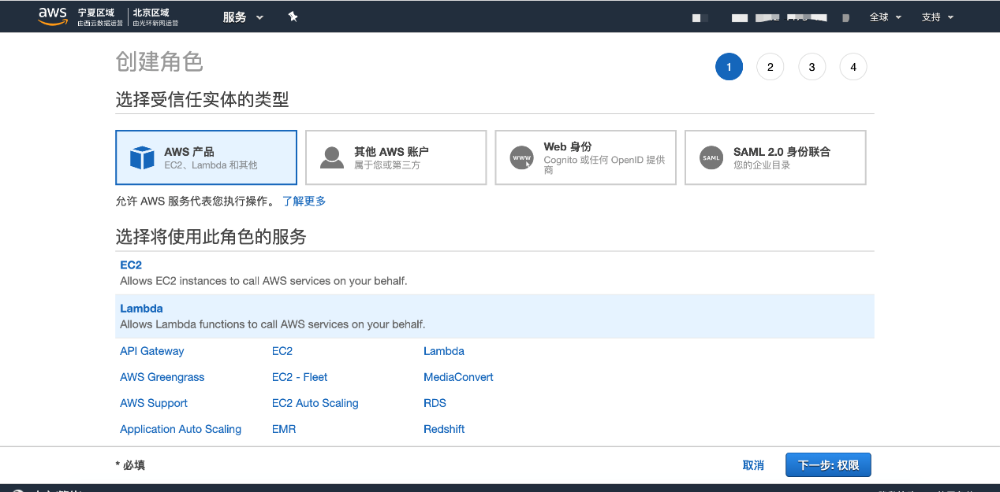 aws 宁夏区域 北京区域 服务 全球 支持
由西云数据运营 由光环新网运营
创建角色
1 2 3 4
选择受信任实体的类型
AWS 产品
EC2、Lambda 和其他
其他 AWS 账户
属于您或第三方
WWW
Web 身份
Cognito 或任何 OpenID 提供
商
SAML
SAML 2.0 身份联合
您的企业目录
允许 AWS 服务代表您执行操作。 了解更多
选择将使用此角色的服务
EC2
Allows EC2 instances to call AWS services on your behalf.
Lambda
Allows Lambda functions to call AWS services on your behalf.
API Gateway EC2 Lambda
AWS Greengrass EC2 - Fleet MediaConvert
AWS Support EC2 Auto Scaling RDS
Application Auto Scaling EMR Redshift
* 必填 取消 下一步: 权限